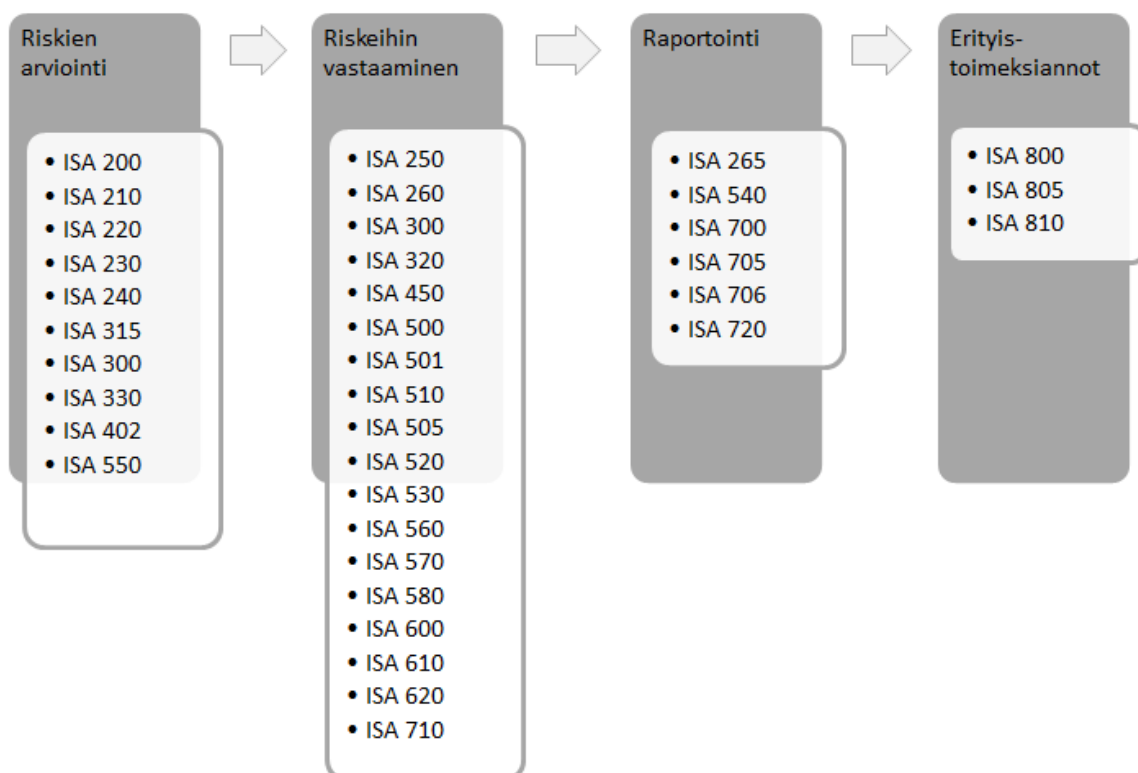 Riskien
arviointi
• ISA 200
• ISA 210
• ISA 220
• ISA 230
• ISA 240
• ISA 315
• ISA 300
• ISA 330
• ISA 402
• ISA 550
Riskeihin
vastaaminen
• ISA 250
• ISA 260
• ISA 300
• ISA 320
• ISA 450
• ISA 500
• ISA 501
• ISA 510
• ISA 505
• ISA 520
• ISA 530
• ISA 560
• ISA 570
• ISA 580
• ISA 600
• ISA 610
• ISA 620
• ISA 710
Raportointi
• ISA 265
• ISA 540
• ISA 700
• ISA 705
• ISA 706
• ISA 720
Erityis-
toimeksiannot
• ISA 800
• ISA 805
• ISA 810